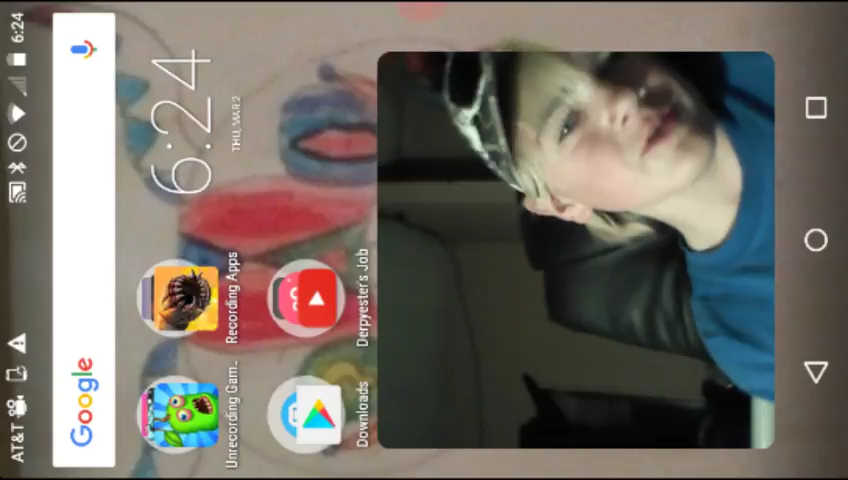 AT&T
6:24
Google
6:24
THU, MAR 2
Unrecording Gam..
Recording Apps
Downloads
Derpyester's Job